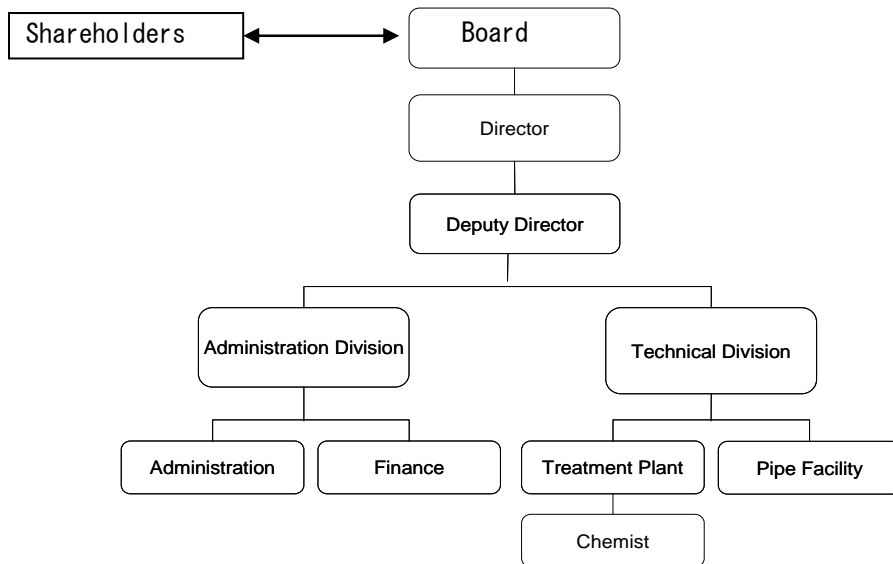 Shareholders
Board
Director
Deputy Director
Administration Division
Technical Division
Administration
Finance
Treatment Plant
Pipe Facility
Chemist